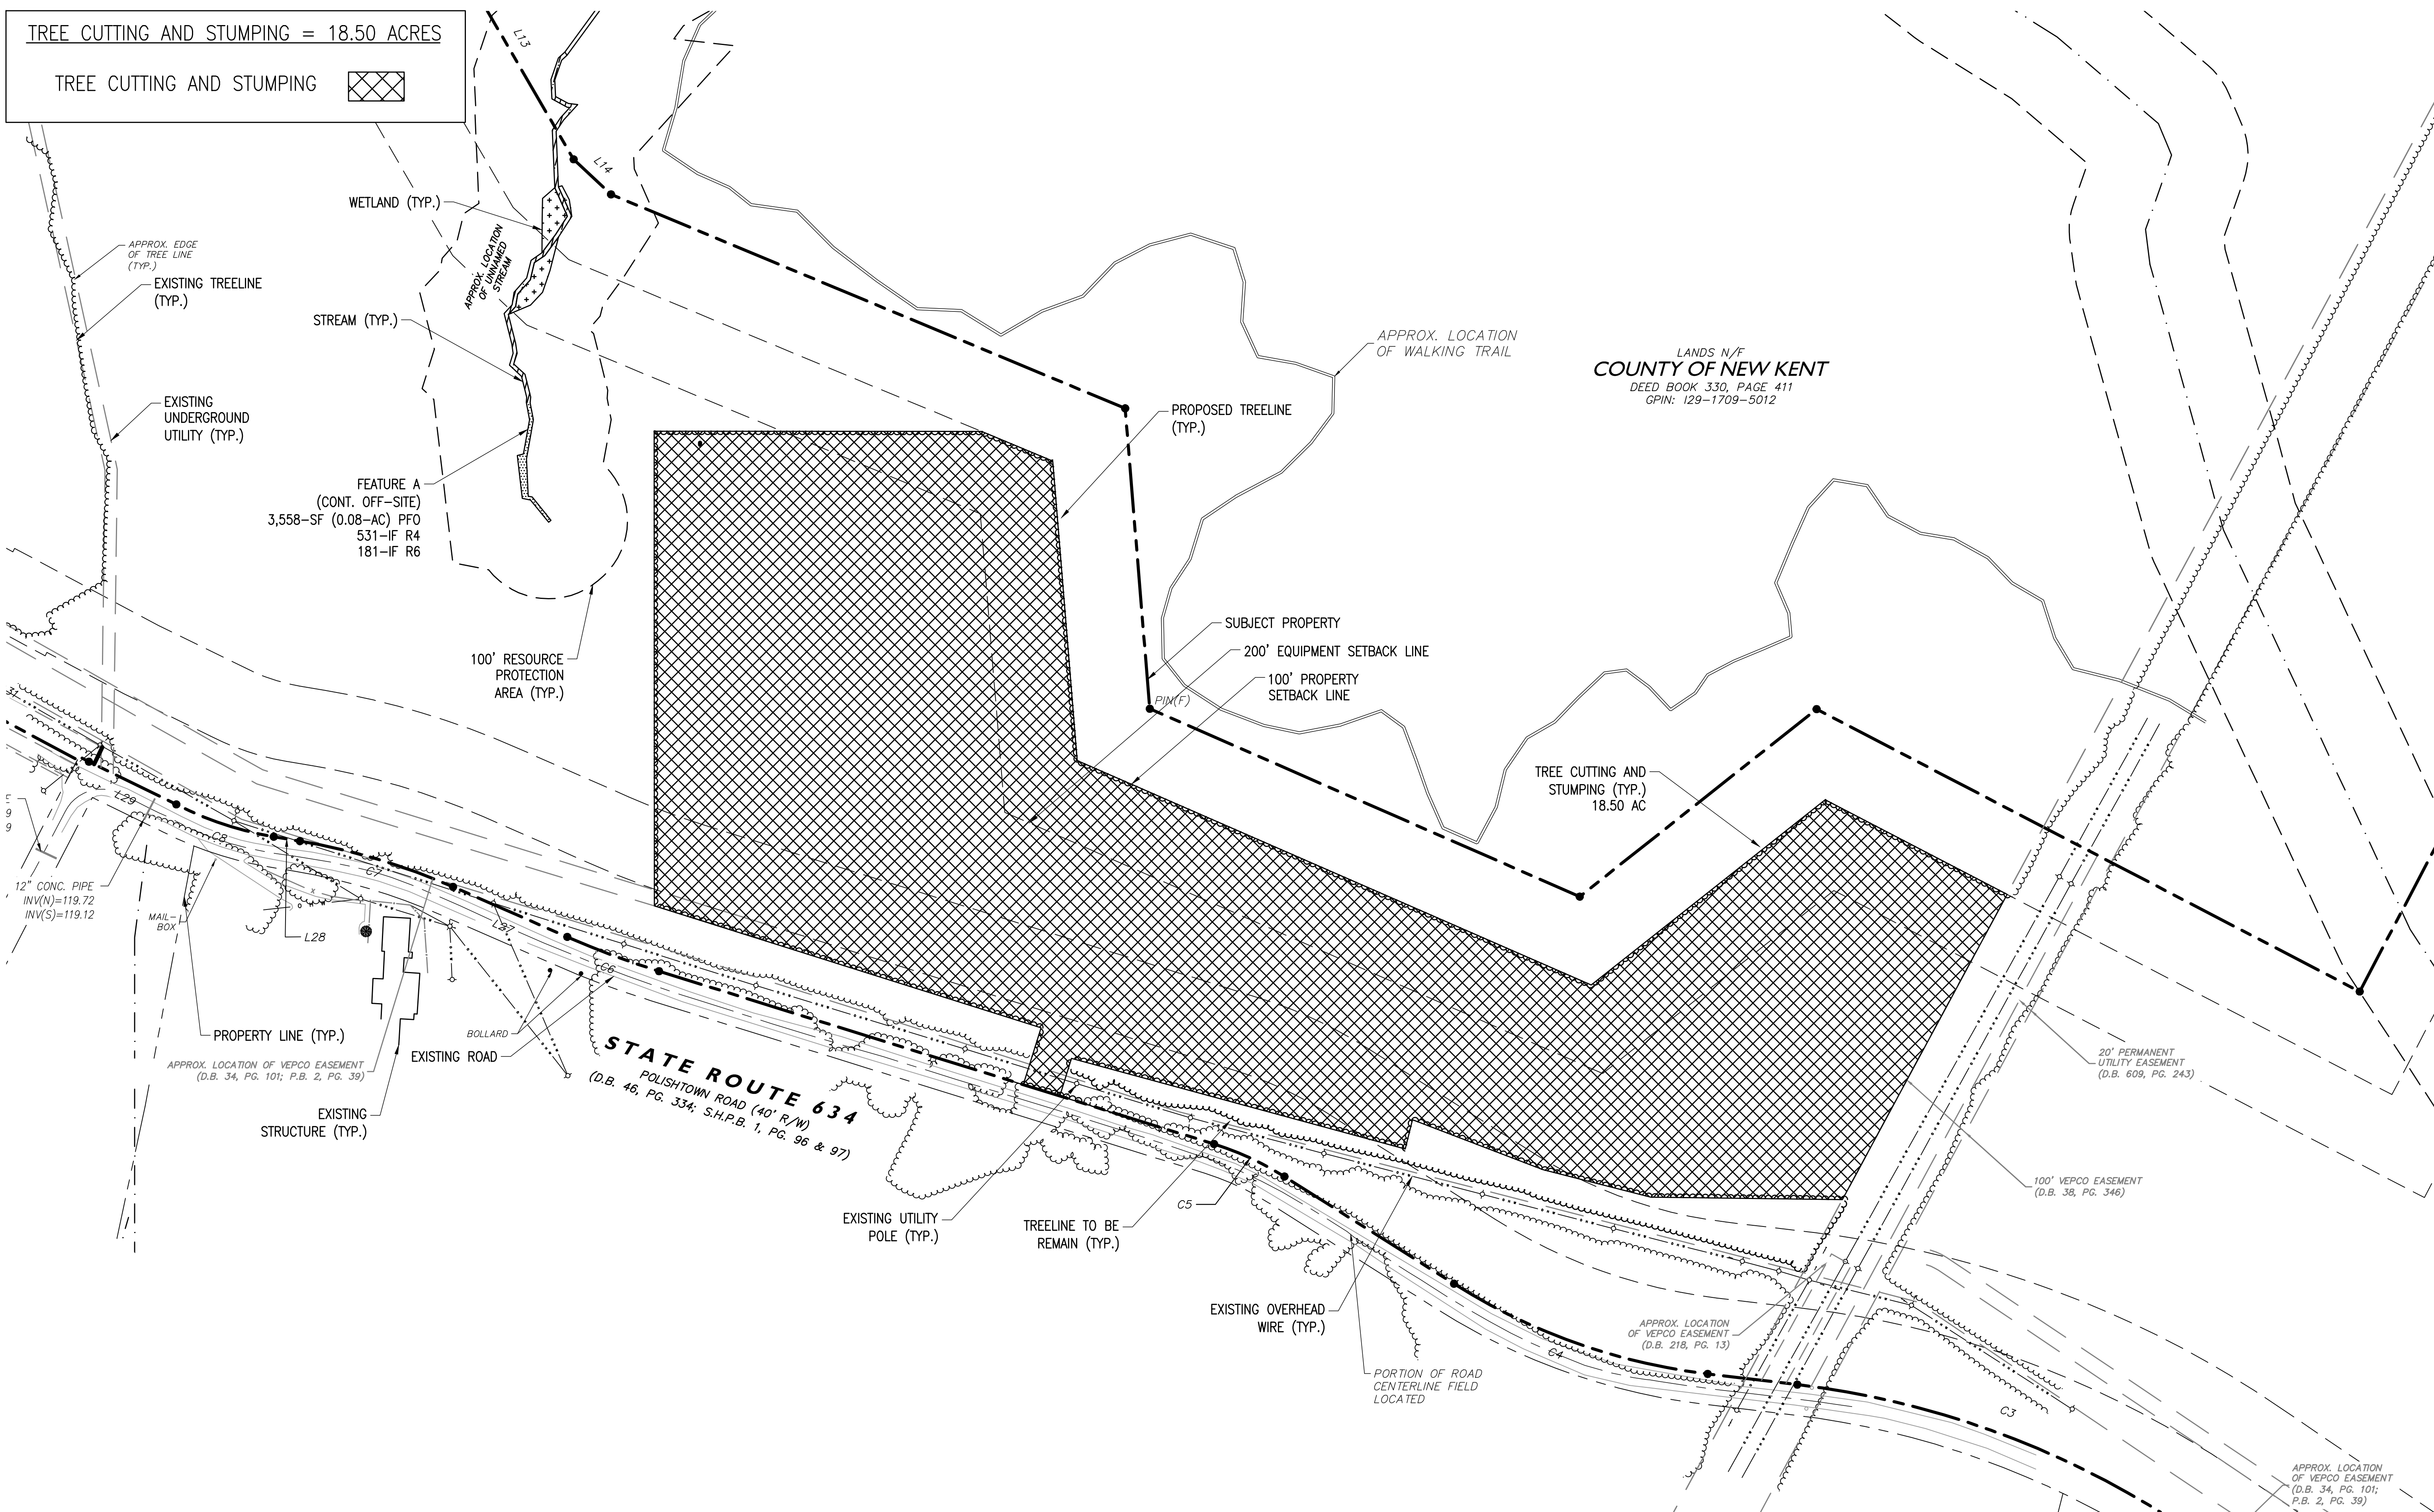 TREE CUTTING AND STUMPING = 18.50 ACRES
TREE CUTTING AND STUMPING
L13
L14
WETLAND (TYP.)
APPROX. LOCATION
OF UNNAMED
STREAM
APPROX. EDGE
OF TREE LINE
(TYP.)
EXISTING TREELINE
(TYP.)
STREAM (TYP.)
APPROX. LOCATION
OF WALKING TRAIL
LANDS N/F
COUNTY OF NEW KENT
DEED BOOK 330, PAGE 411
GPIN: I29-1709-5012
EXISTING
UNDERGROUND
UTILITY (TYP.)
PROPOSED TREELINE
(TYP.)
FEATURE A
(CONT. OFF-SITE)
3,558-SF (0.08-AC) PFO
531-lF R4
181-lF R6
100' RESOURCE
PROTECTION
AREA (TYP.)
SUBJECT PROPERTY
200' EQUIPMENT SETBACK LINE
100' PROPERTY
SETBACK LINE
PIN(F)
TREE CUTTING AND
STUMPING (TYP.)
18.50 AC
31
L29
C8
C7
E
9
9
12" CONC. PIPE
INV(N)=119.72
INV(S)=119.12
MAIL-
BOX
L28
L27
C6
PROPERTY LINE (TYP.)
BOLLARD
EXISTING ROAD
APPROX. LOCATION OF VEPCO EASEMENT
(D.B. 34, PG. 101; P.B. 2, PG. 39)
EXISTING
STRUCTURE (TYP.)
STATE ROUTE 634
POLISHTOWN ROAD (40' R/W)
(D.B. 46, PG. 334; S.H.P.B. 1, PG. 96 & 97)
20' PERMANENT
UTILITY EASEMENT
(D.B. 609, PG. 243)
100' VEPCO EASEMENT
(D.B. 38, PG. 346)
EXISTING UTILITY
POLE (TYP.)
TREELINE TO BE
REMAIN (TYP.)
C5
EXISTING OVERHEAD
WIRE (TYP.)
APPROX. LOCATION
OF VEPCO EASEMENT
(D.B. 218, PG. 13)
C4
PORTION OF ROAD
CENTERLINE FIELD
LOCATED
C3
APPROX. LOCATION
OF VEPCO EASEMENT
(D.B. 34, PG. 101;
P.B. 2, PG. 39)